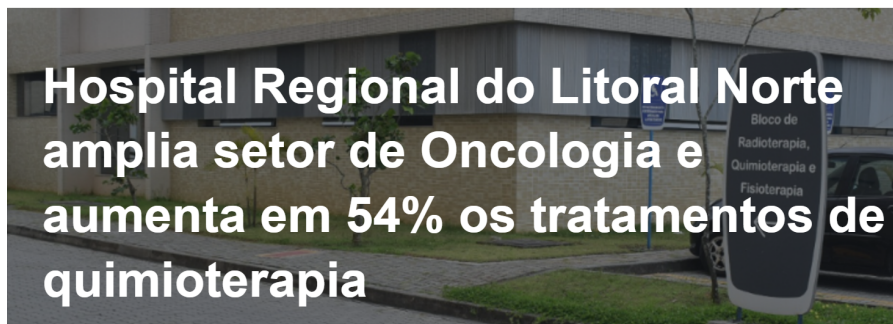 Hospital Regional do Litoral Norte
amplia setor de Oncologia e
aumenta em 54% os tratamentos de
quimioterapia
Bloco de
Radioterapia,
Quimioterapia e
Fisioterapia